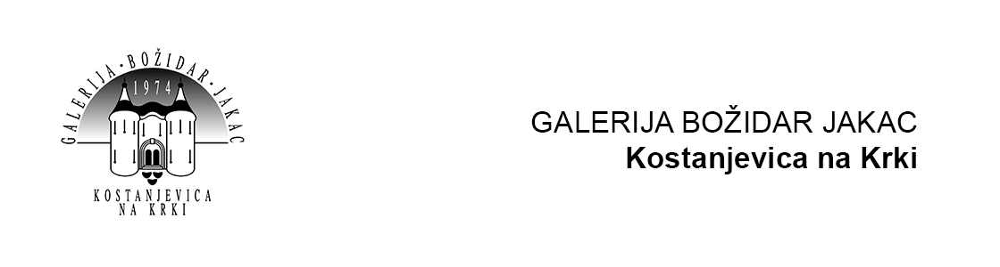 GALERIJA · BOŽIDAR · JAKAC
1974
KOSTANJEVICA
NA KRKI
GALERIJA BOŽIDAR JAKAC
Kostanjevica na Krki